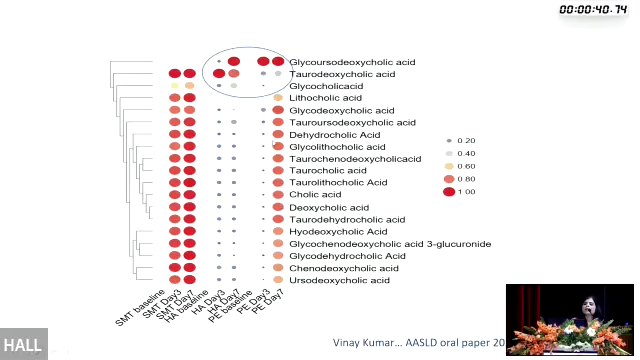 00:00:40.74
Glycoursodeoxycholic acid
Taurodeoxycholic acid
Glycocholicacid
Lithocholic acid
Glycodeoxycholic acid
Tauroursodeoxycholic acid
Dehydrocholic Acid
Glycolithocholic acid
Taurochenodeoxycholicacid
Taurocholic acid
Taurolithocholic Acid
Cholic acid
Deoxycholic acid
Taurodehydrocholic acid
Hyodeoxycholic Acid
Glycochenodeoxycholic acid 3-glucuronide
Glycodehydrocholic Acid
Chenodeoxycholic acid
Ursodeoxycholic acid
0.20
0.40
0.60
0.80
1.00
SMT baseline
SMT Day3
SMT Day7
HA baseline
HA Day3
HA Day7
PE baseline
PE Day3
PE Day7
HALL
Vinay Kumar... AASLD oral paper 20